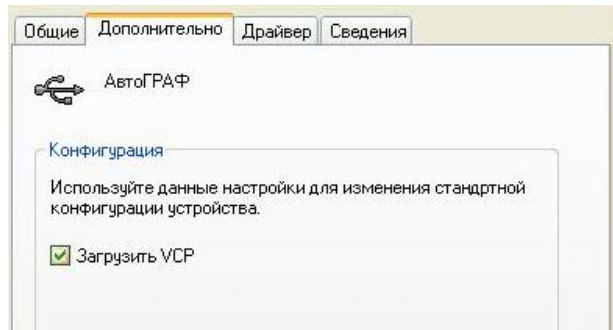 Общие Дополнительно Драйвер Сведения
АвтоГРАФ
Конфигурация
Используйте данные настройки для изменения стандртной
конфигурации устройства.
Загрузить VCP